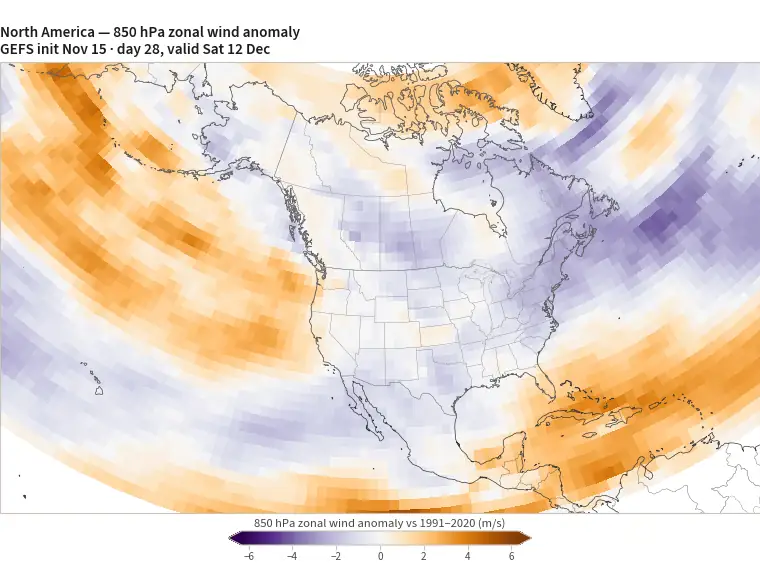 North America — 850 hPa zonal wind anomaly
GEFS init Nov 15 · day 28, valid Sat 12 Dec
850 hPa zonal wind anomaly vs 1991–2020 (m/s)
−6 −4 −2 0 2 4 6